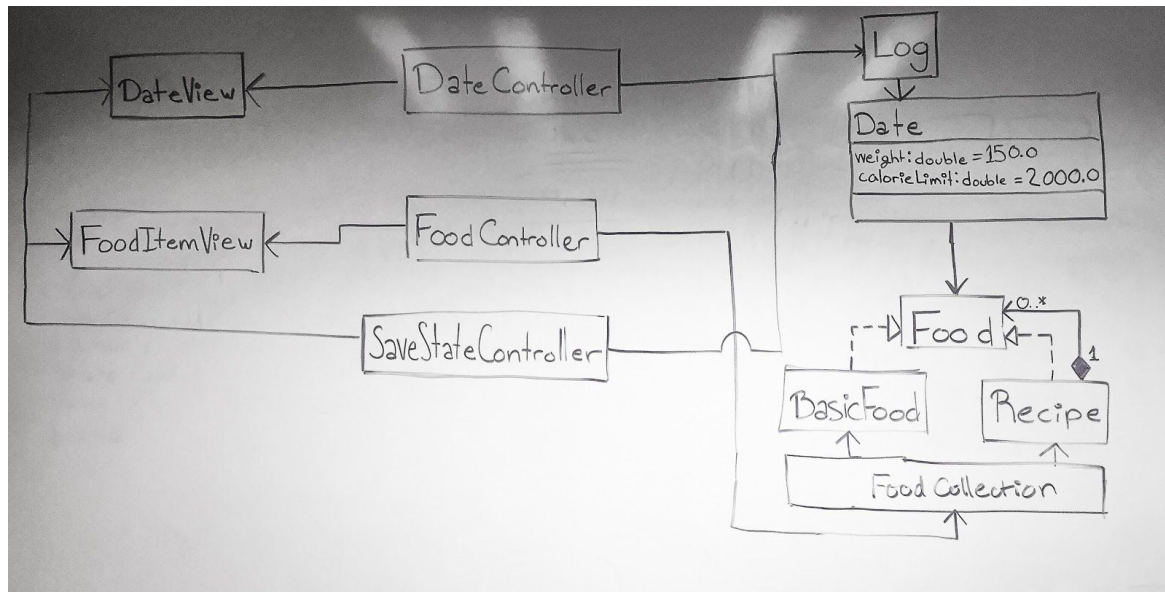 Log
DateView
DateController
Date
weight:double = 150.0
calorieLimit:double = 2000.0
FoodItemView
FoodController
0..*
Food
SaveStateController
1
BasicFood
Recipe
Food Collection